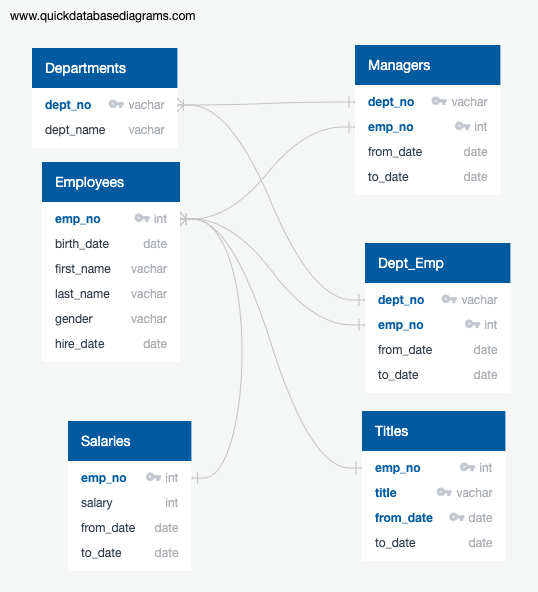 www.quickdatabasediagrams.com
Departments
dept_no vachar
dept_name vachar
Employees
emp_no int
birth_date date
first_name vachar
last_name vachar
gender vachar
hire_date date
Salaries
emp_no int
salary int
from_date date
to_date date
Managers
dept_no vachar
emp_no int
from_date date
to_date date
Dept_Emp
dept_no vachar
emp_no int
from_date date
to_date date
Titles
emp_no int
title vachar
from_date date
to_date date